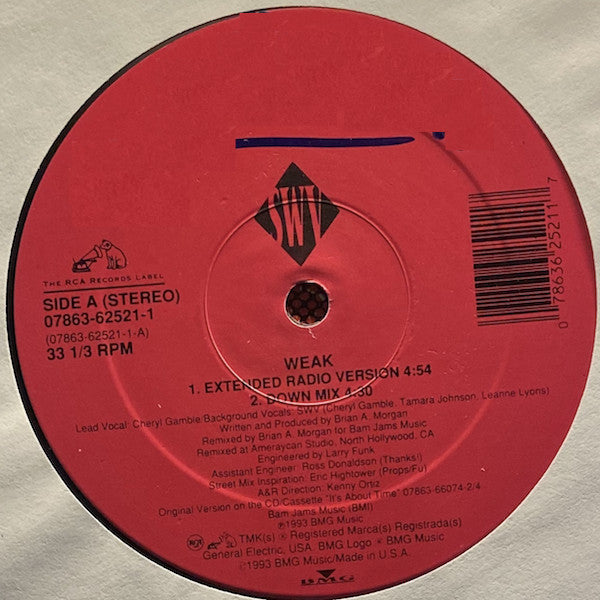 SWV
THE RCA RECORDS LABEL
SIDE A (STEREO)
07863-62521-1
(07863-62521-1-A)
33 1/3 RPM
0 78636 25211 7
WEAK
1. EXTENDED RADIO VERSION 4:54
2. DOWN MIX 4:30
Lead Vocal: Cheryl Gamble/Background Vocals: SWV (Cheryl Gamble, Tamara Johnson, Leanne Lyons)
Written and Produced by Brian A. Morgan
Remixed by Brian A. Morgan for Bam Jams Music
Remixed at Ameraycan Studio, North Hollywood, CA
Engineered by Larry Funk
Assistant Engineer: Ross Donaldson (Thanks!)
Street Mix Inspiration: Eric Hightower (Props/Fu)
A&R Direction: Kenny Ortiz
Original Version on the CD/Cassette "It's About Time" 07863-66074-2/4
Bam Jams Music (BMI)
℗1993 BMG Music
RCA TMK(s) ® Registered Marca(s) Registrada(s)
General Electric, USA. BMG Logo ® BMG Music
©1993 BMG Music/Made in U.S.A.
BMG